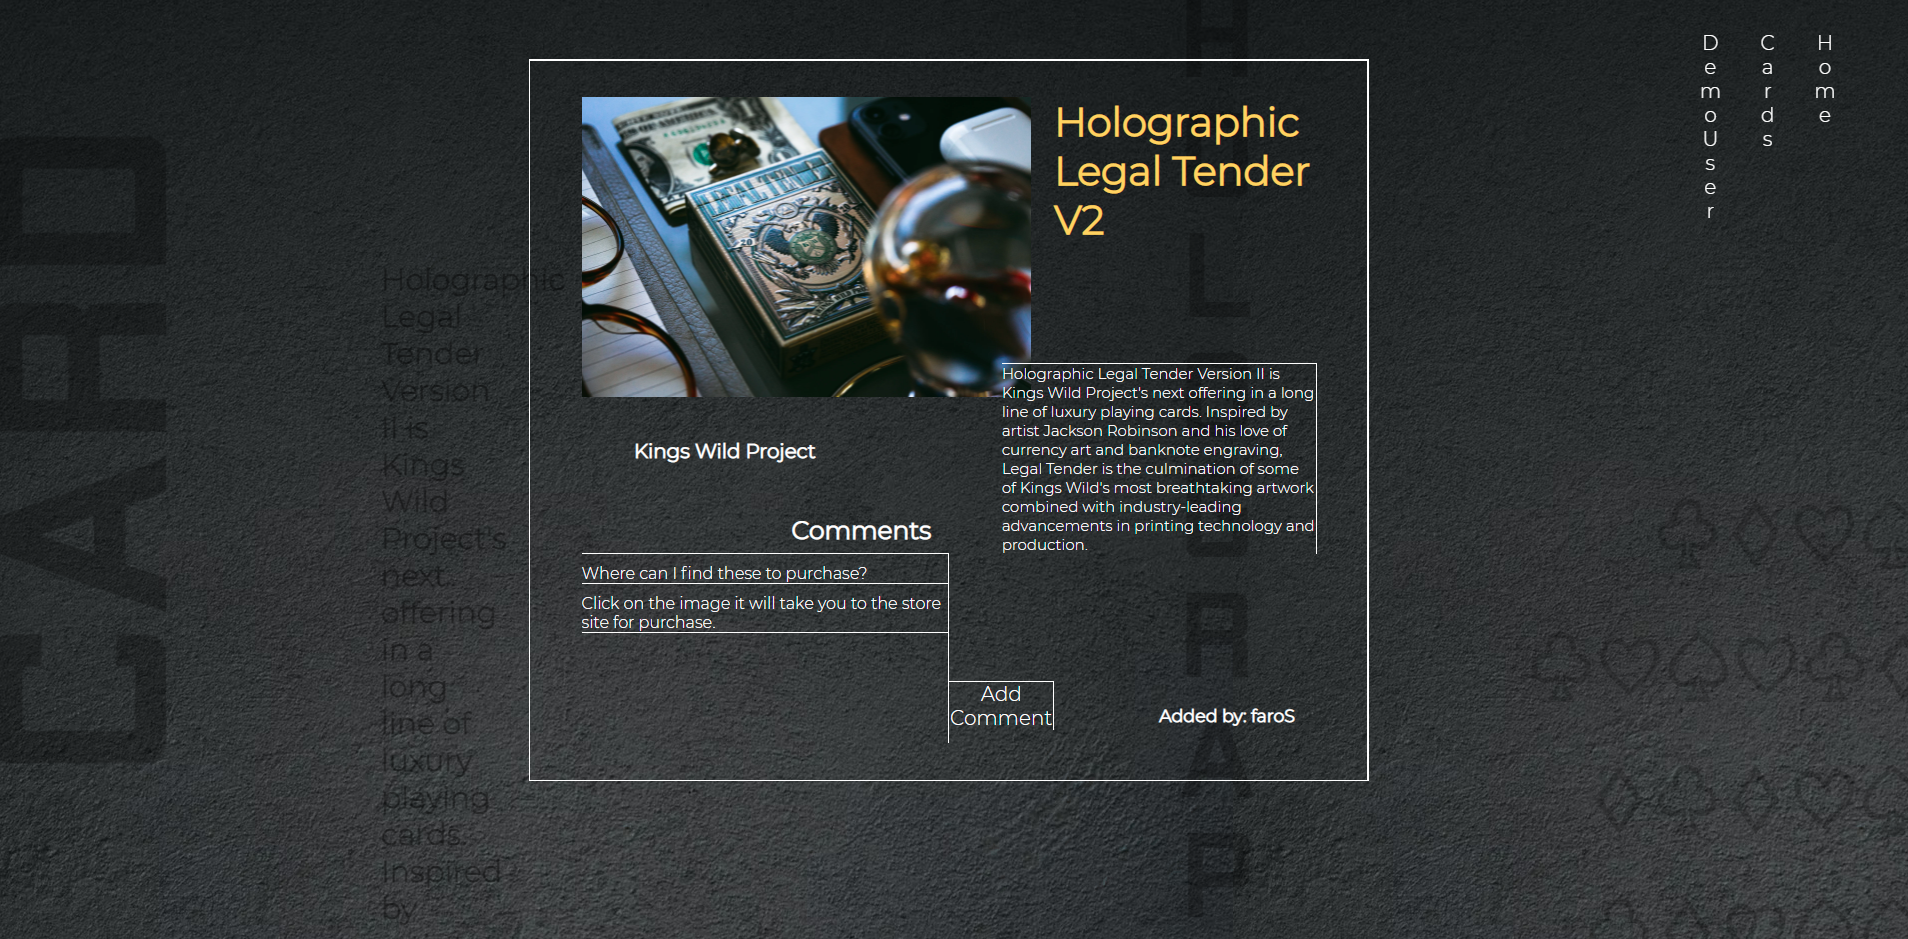 DemoUser
Cards
Home
CARD
Holographic
Legal Tender
V2
LEGAL TENDER
20
Holographic Legal Tender Version II is
Kings Wild Project's next offering in a long
line of luxury playing cards. Inspired by
artist Jackson Robinson and his love of
currency art and banknote engraving,
Legal Tender is the culmination of some
of Kings Wild's most breathtaking artwork
combined with industry-leading
advancements in printing technology and
production.
Kings Wild Project
Comments
Where can I find these to purchase?
Click on the image it will take you to the store
site for purchase.
Add
Comment
Added by: faroS
Holographic
Legal
Tender
Version
II is
Kings
Wild
Project's
next
offering
in a
long
line of
luxury
playing
cards.
Inspired
by